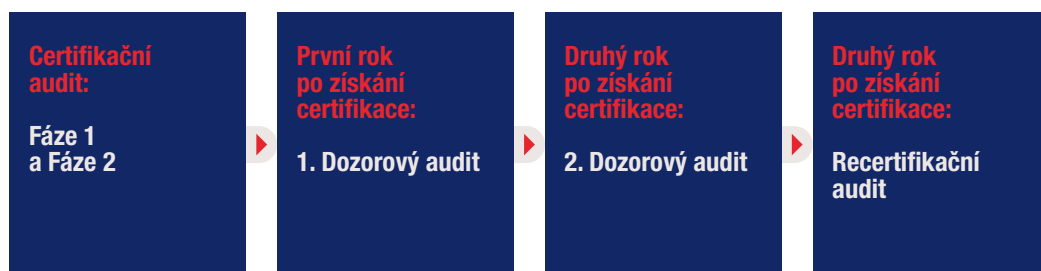 Certifikační
audit:
Fáze 1
a Fáze 2
První rok
po získání
certifikace:
1. Dozorový audit
Druhý rok
po získání
certifikace:
2. Dozorový audit
Druhý rok
po získání
certifikace:
Recertifikační
audit